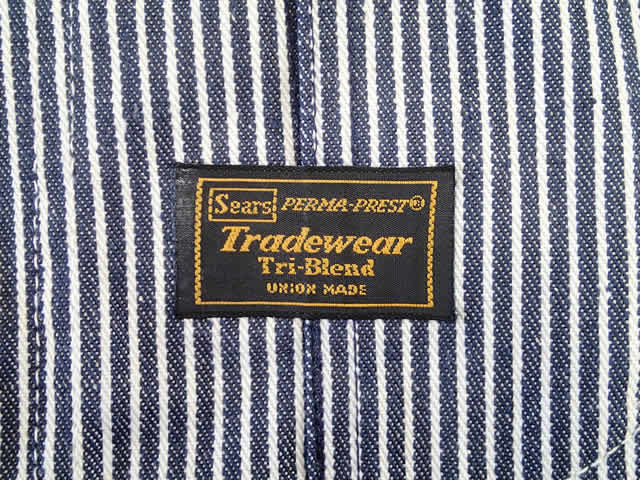 Sears PERMA-PREST®
Tradewear
Tri-Blend
UNION MADE